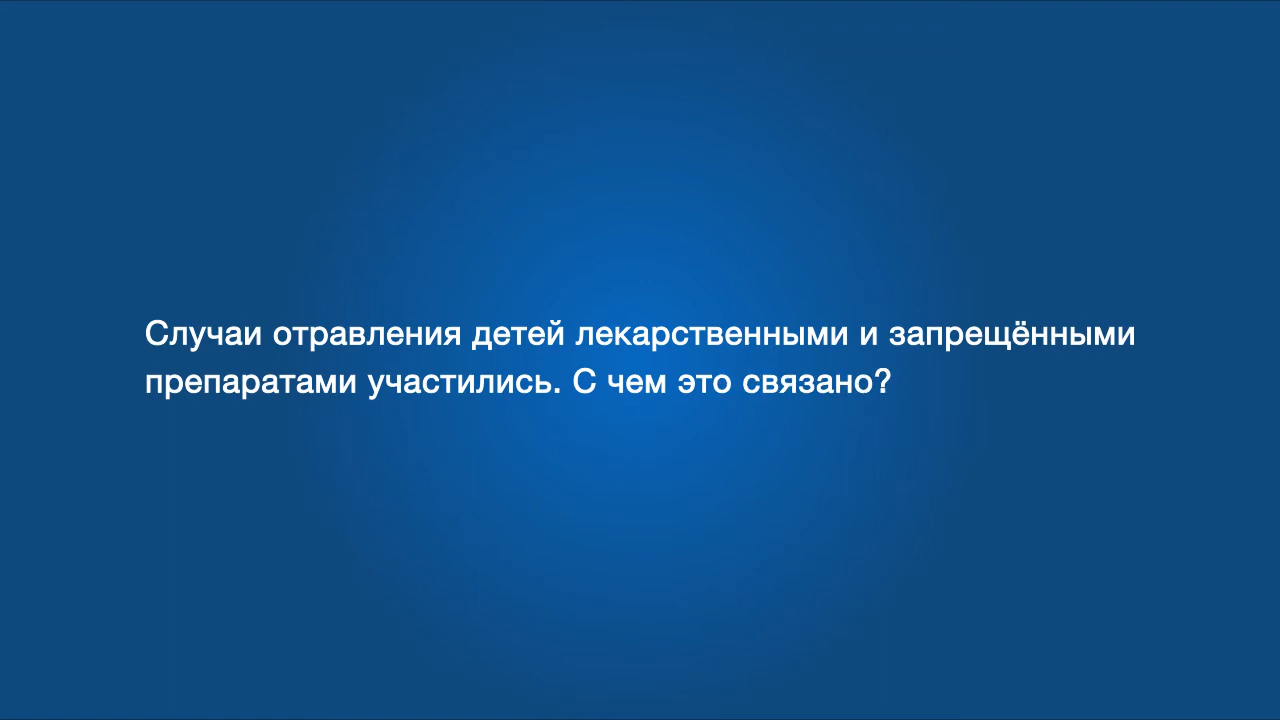 Случаи отравления детей лекарственными и запрещёнными
препаратами участились. С чем это связано?